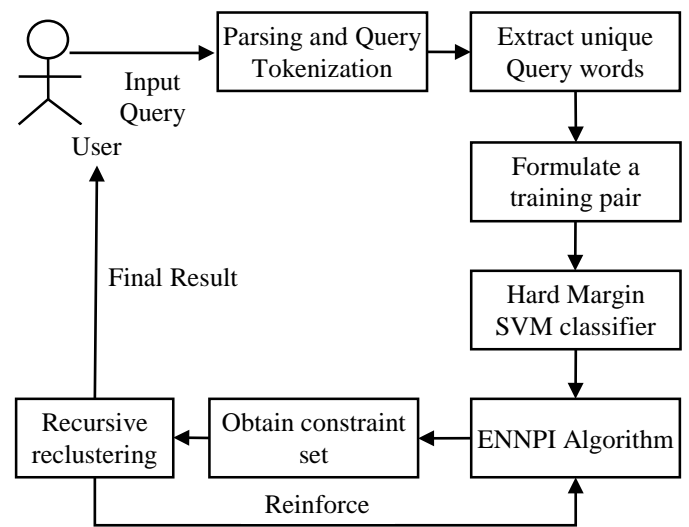 Parsing and Query
Tokenization
Extract unique
Query words
Input
Query
User
Formulate a
training pair
Final Result
Hard Margin
SVM classifier
Recursive
reclustering
Obtain constraint
set
ENNPI Algorithm
Reinforce